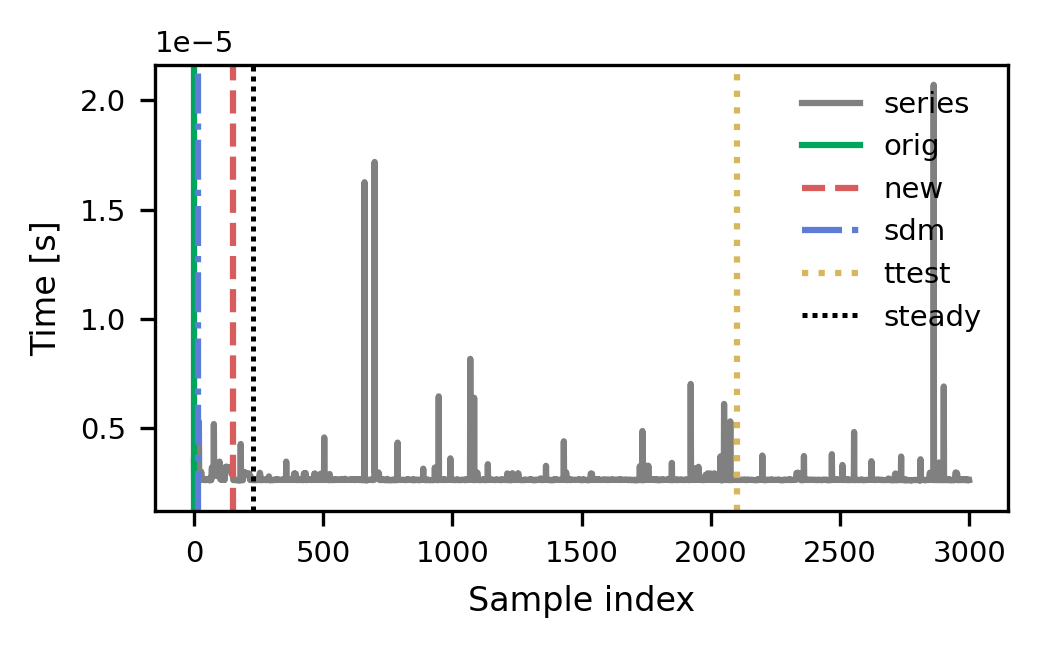 1e−5
2.0
1.5
1.0
0.5
Time [s]
series
orig
new
sdm
ttest
steady
0 500 1000 1500 2000 2500 3000
Sample index